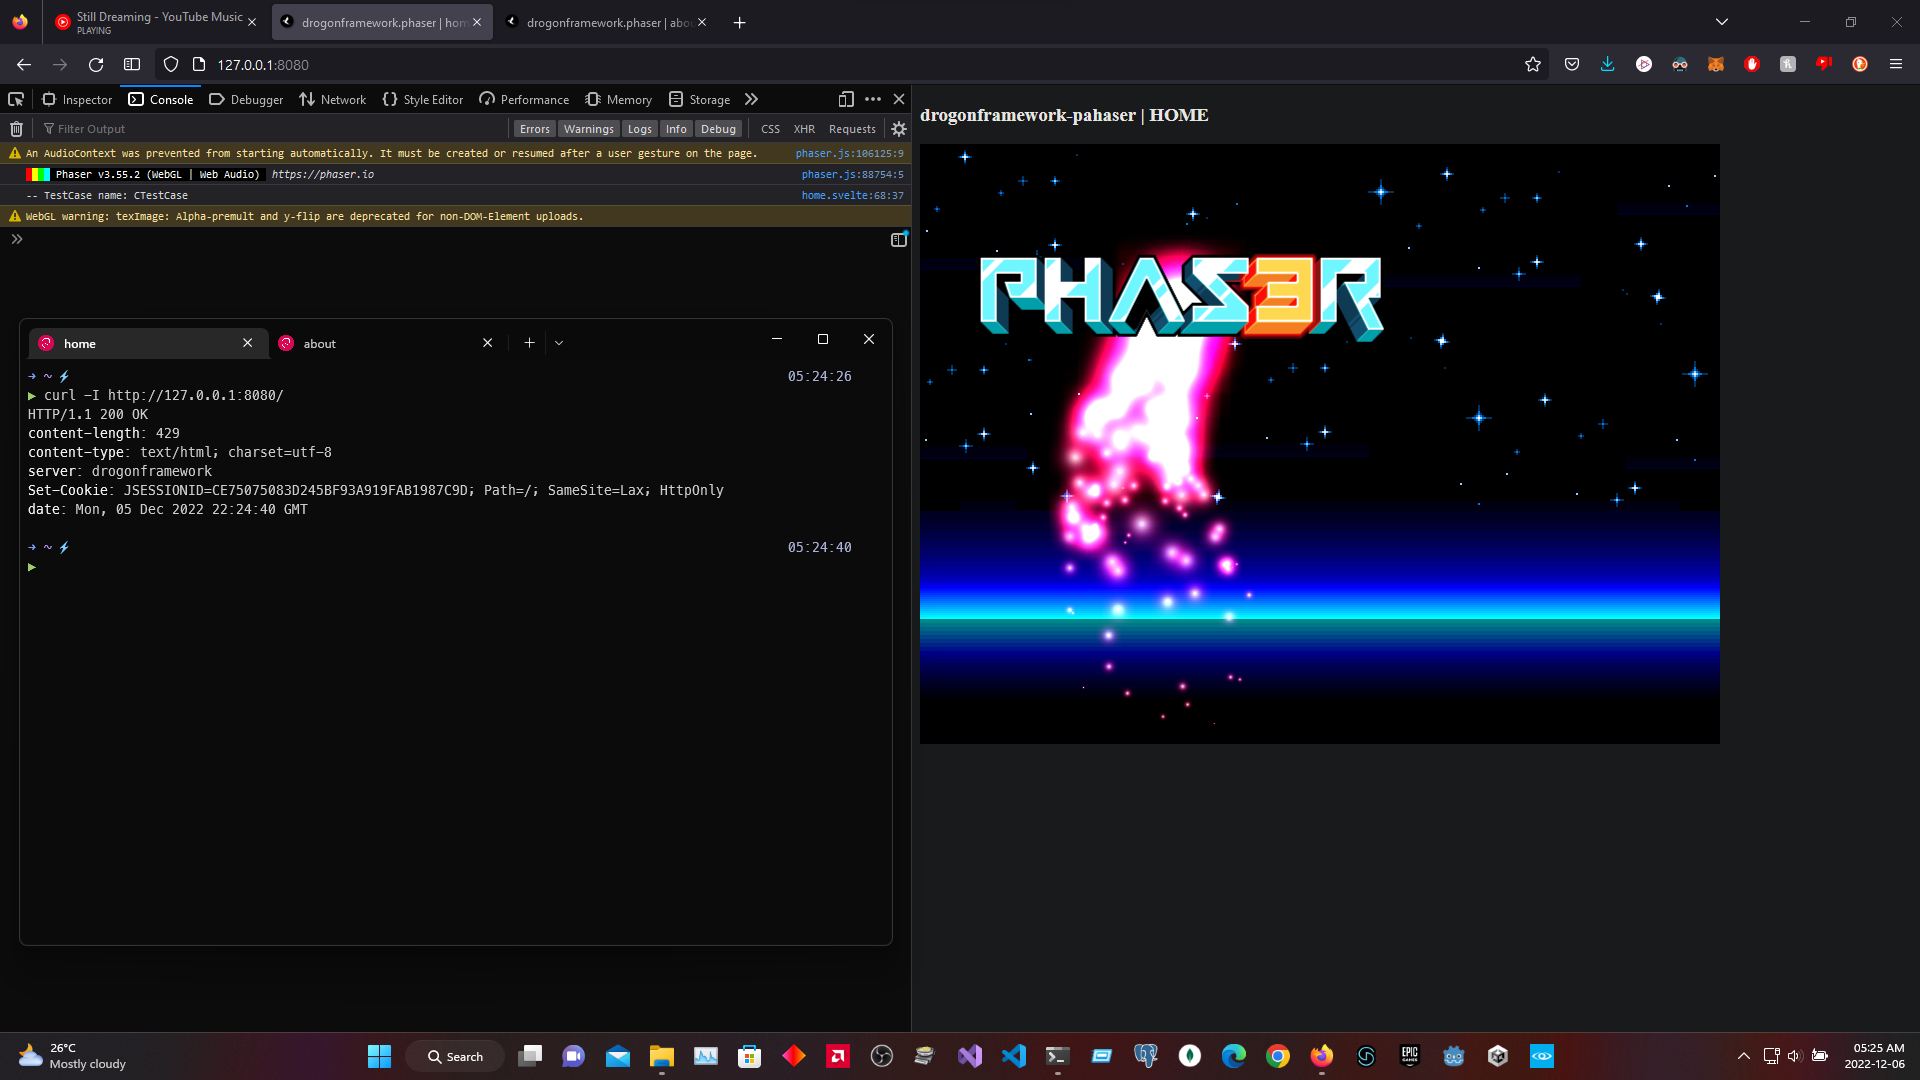 Still Dreaming - YouTube Music
PLAYING
drogonframework.phaser | hom
drogonframework.phaser | abou
127.0.0.1:8080
Inspector
Console
Debugger
Network
Style Editor
Performance
Memory
Storage
Filter Output
Errors
Warnings
Logs
Info
Debug
CSS
XHR
Requests
An AudioContext was prevented from starting automatically. It must be created or resumed after a user gesture on the page.
phaser.js:106125:9
Phaser v3.55.2 (WebGL | Web Audio) https://phaser.io
phaser.js:88754:5
-- TestCase name: CTestCase
home.svelte:68:37
WebGL warning: texImage: Alpha-premult and y-flip are deprecated for non-DOM-Element uploads.
home
about
→ ~ ⚡ 05:24:26
▶ curl -I http://127.0.0.1:8080/
HTTP/1.1 200 OK
content-length: 429
content-type: text/html; charset=utf-8
server: drogonframework
Set-Cookie: JSESSIONID=CE75075083D245BF93A919FAB1987C9D; Path=/; SameSite=Lax; HttpOnly
date: Mon, 05 Dec 2022 22:24:40 GMT
→ ~ ⚡ 05:24:40
▶
drogonframework-pahaser | HOME
PHAS3R
26°C
Mostly cloudy
Search
EPIC
GAMES
05:25 AM
2022-12-06